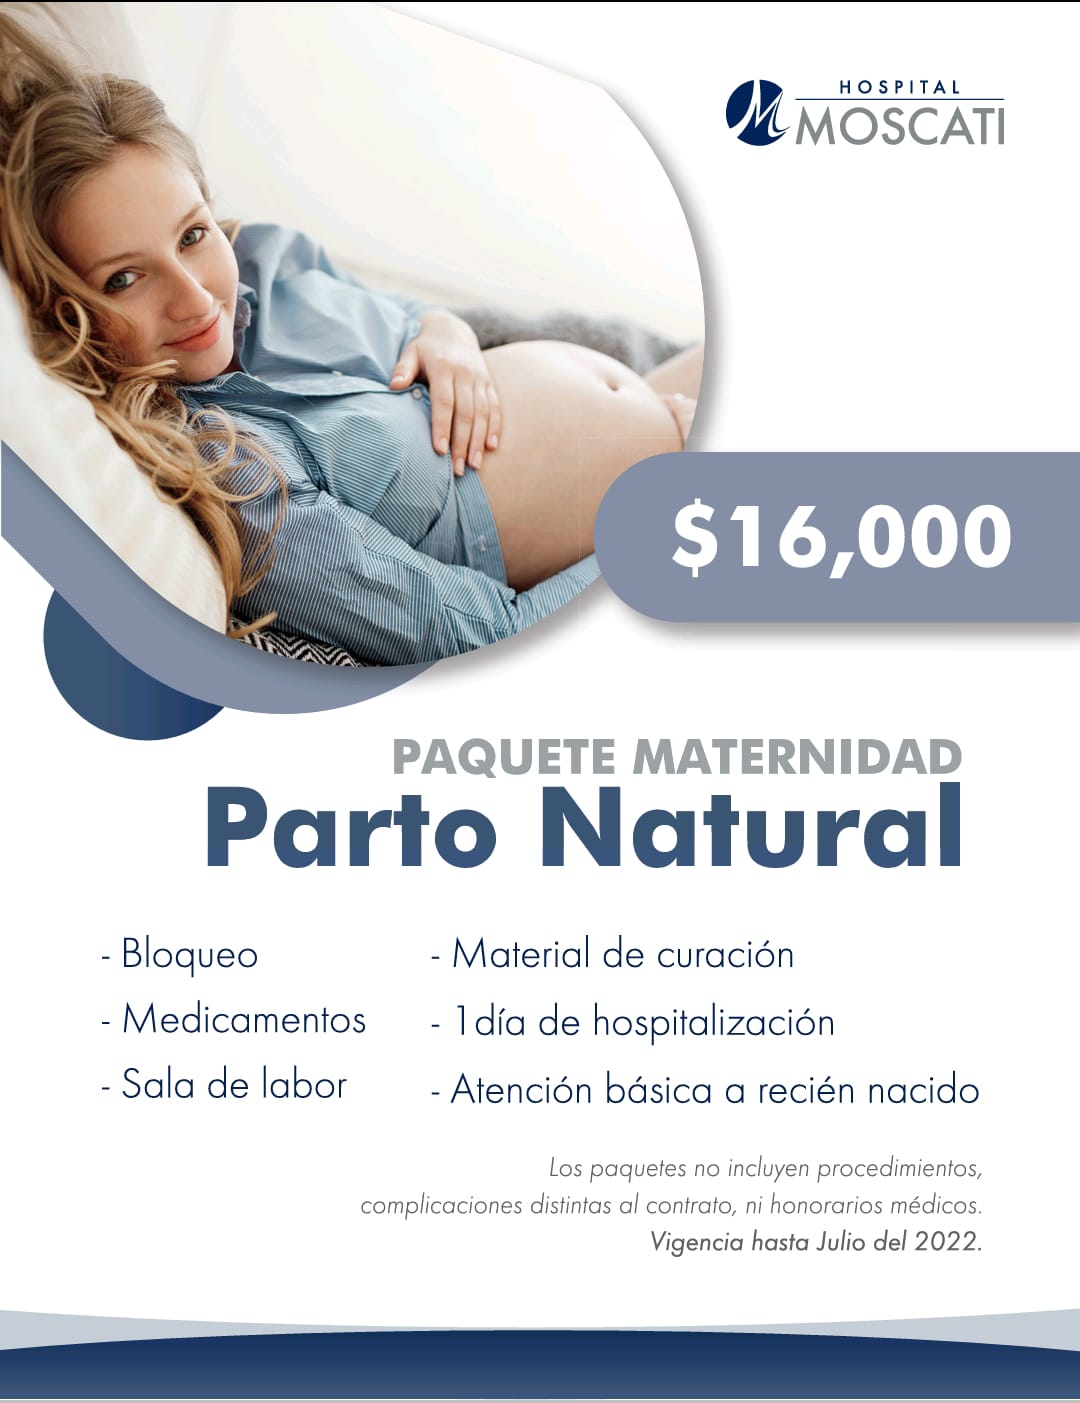 HOSPITAL
MOSCATI
$16,000
PAQUETE MATERNIDAD
Parto Natural
- Bloqueo
- Medicamentos
- Sala de labor
- Material de curación
- 1día de hospitalización
- Atención básica a recién nacido
Los paquetes no incluyen procedimientos,
complicaciones distintas al contrato, ni honorarios médicos.
Vigencia hasta Julio del 2022.